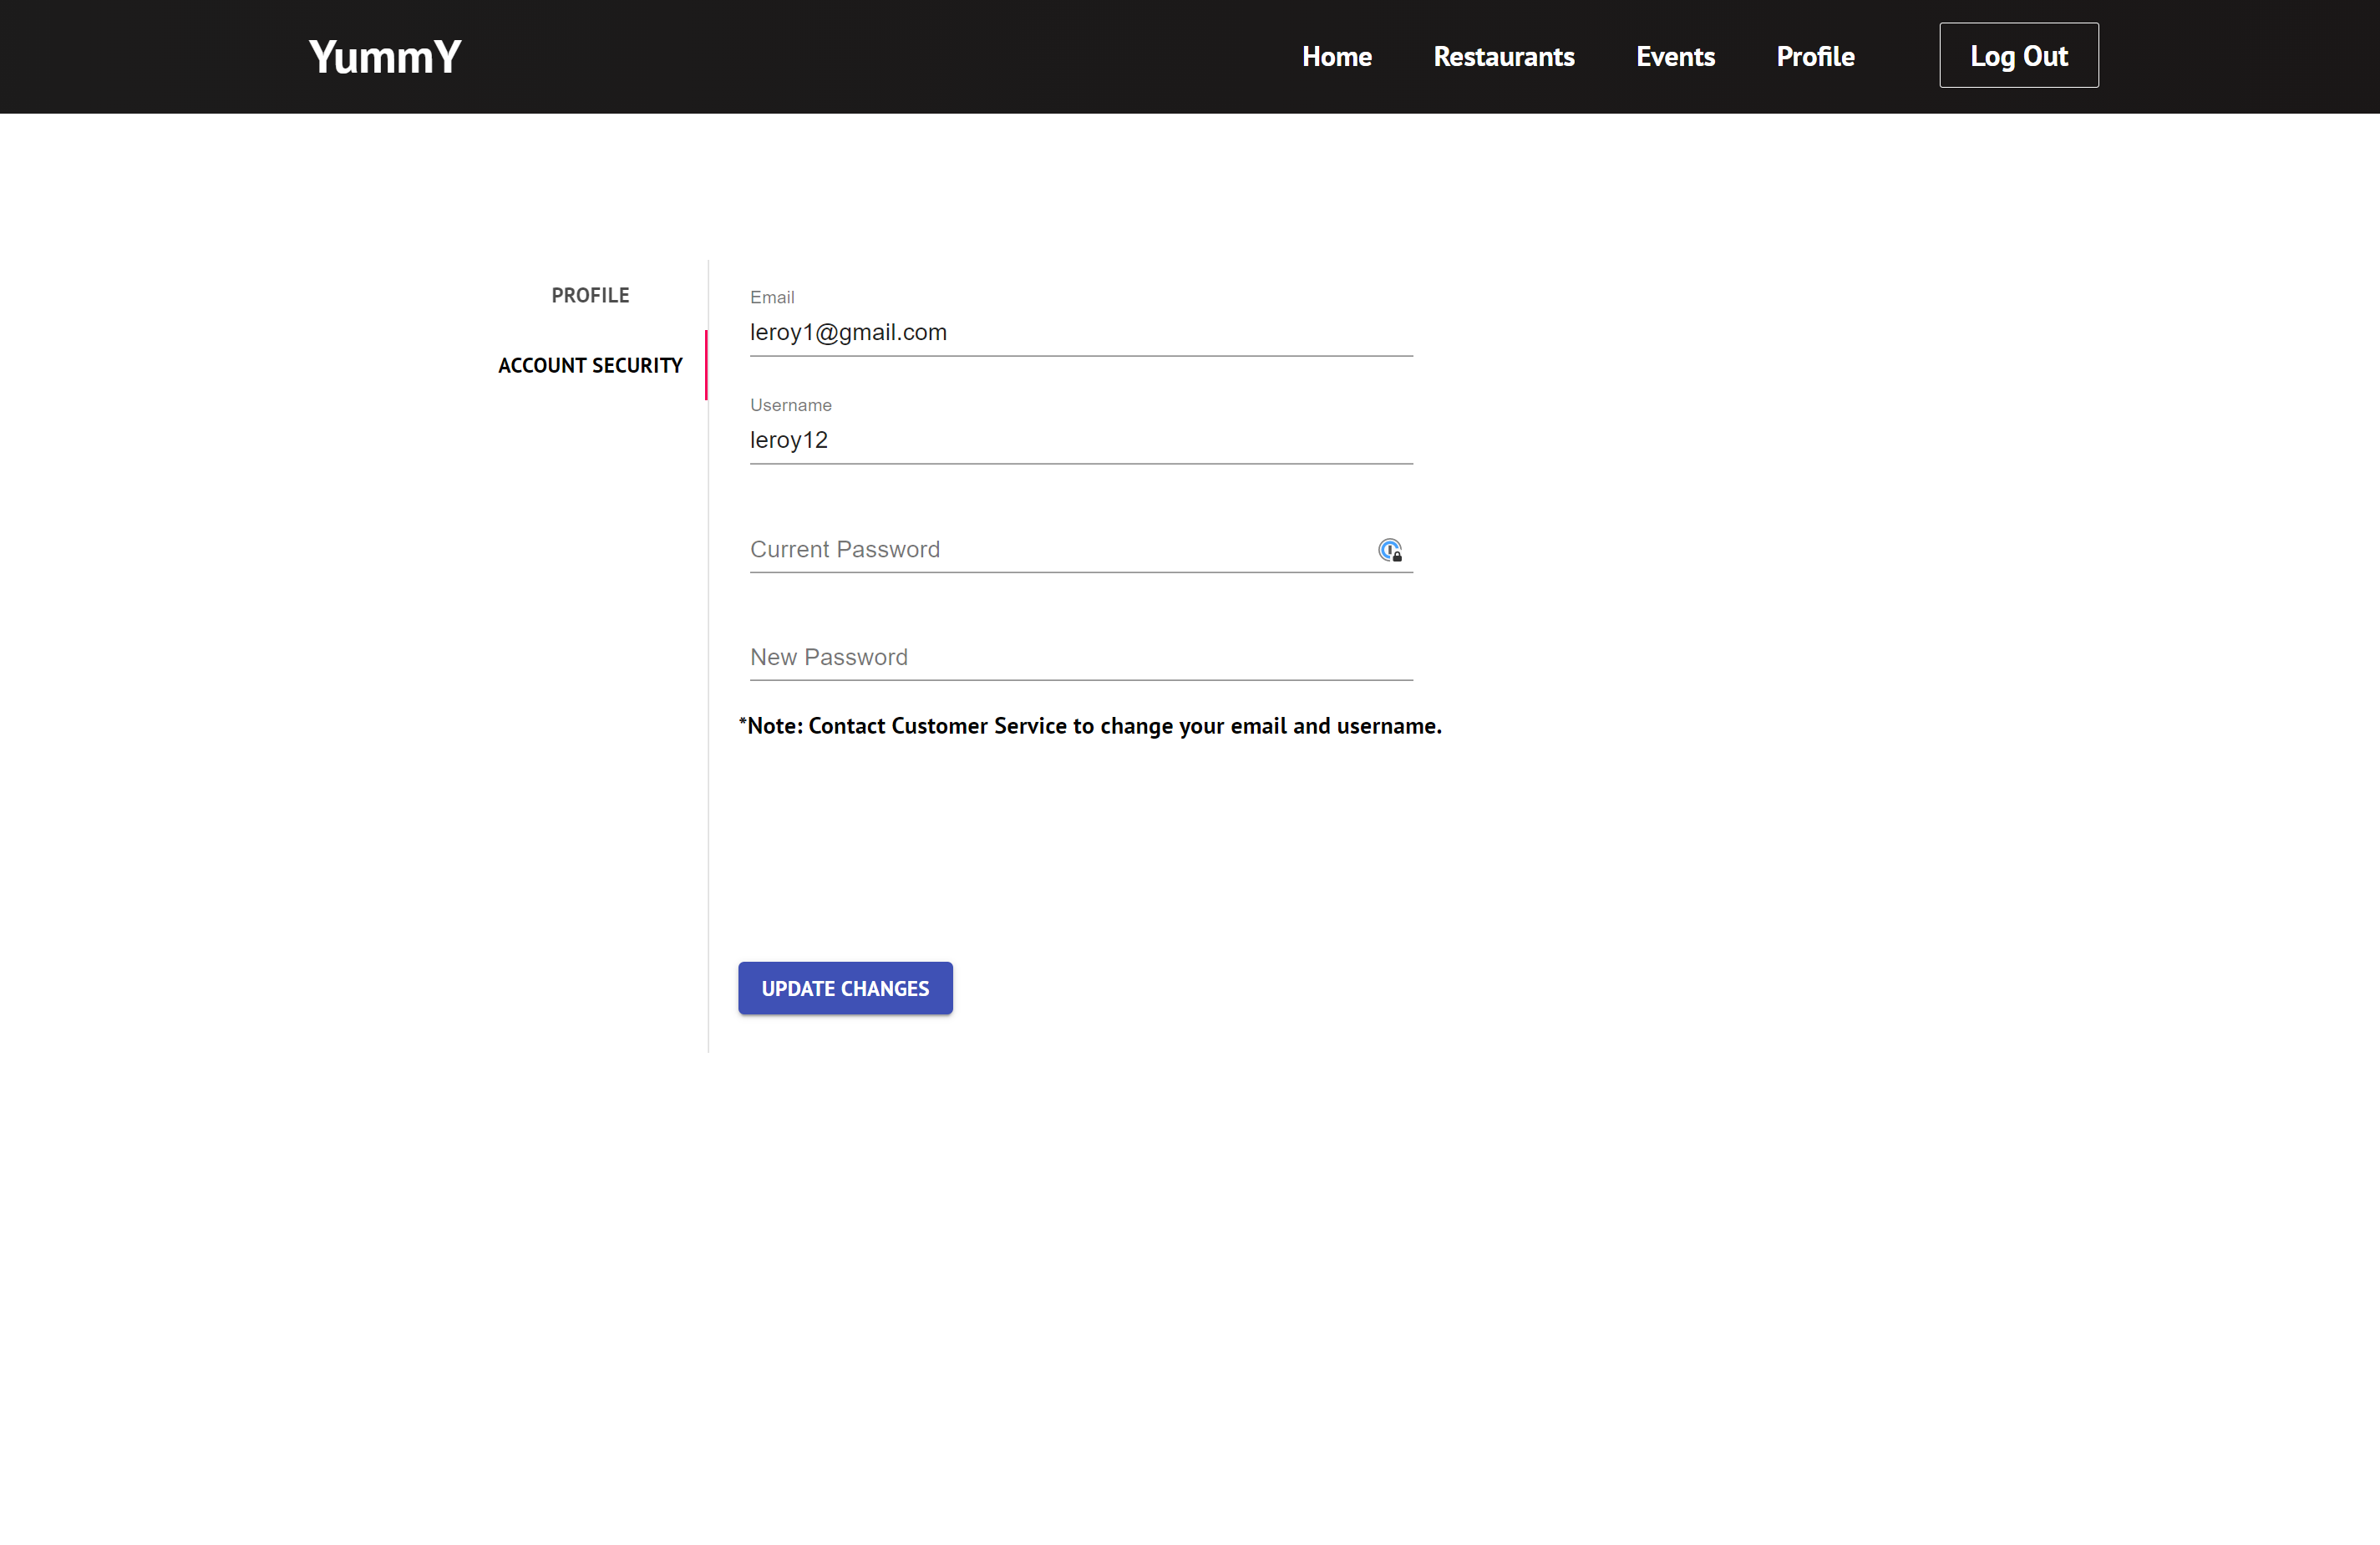 YummY
Home Restaurants Events Profile Log Out
PROFILE
ACCOUNT SECURITY
Email
leroy1@gmail.com
Username
leroy12
Current Password
New Password
*Note: Contact Customer Service to change your email and username.
UPDATE CHANGES